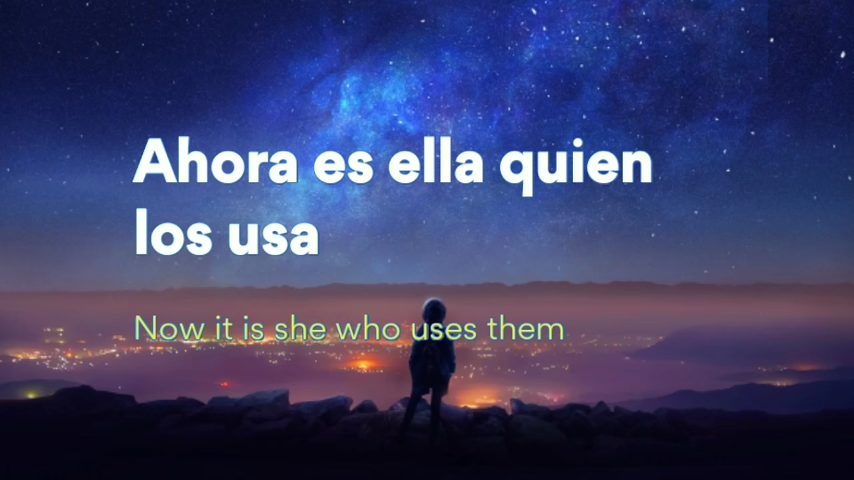 Ahora es ella quien
los usa
Now it is she who uses them